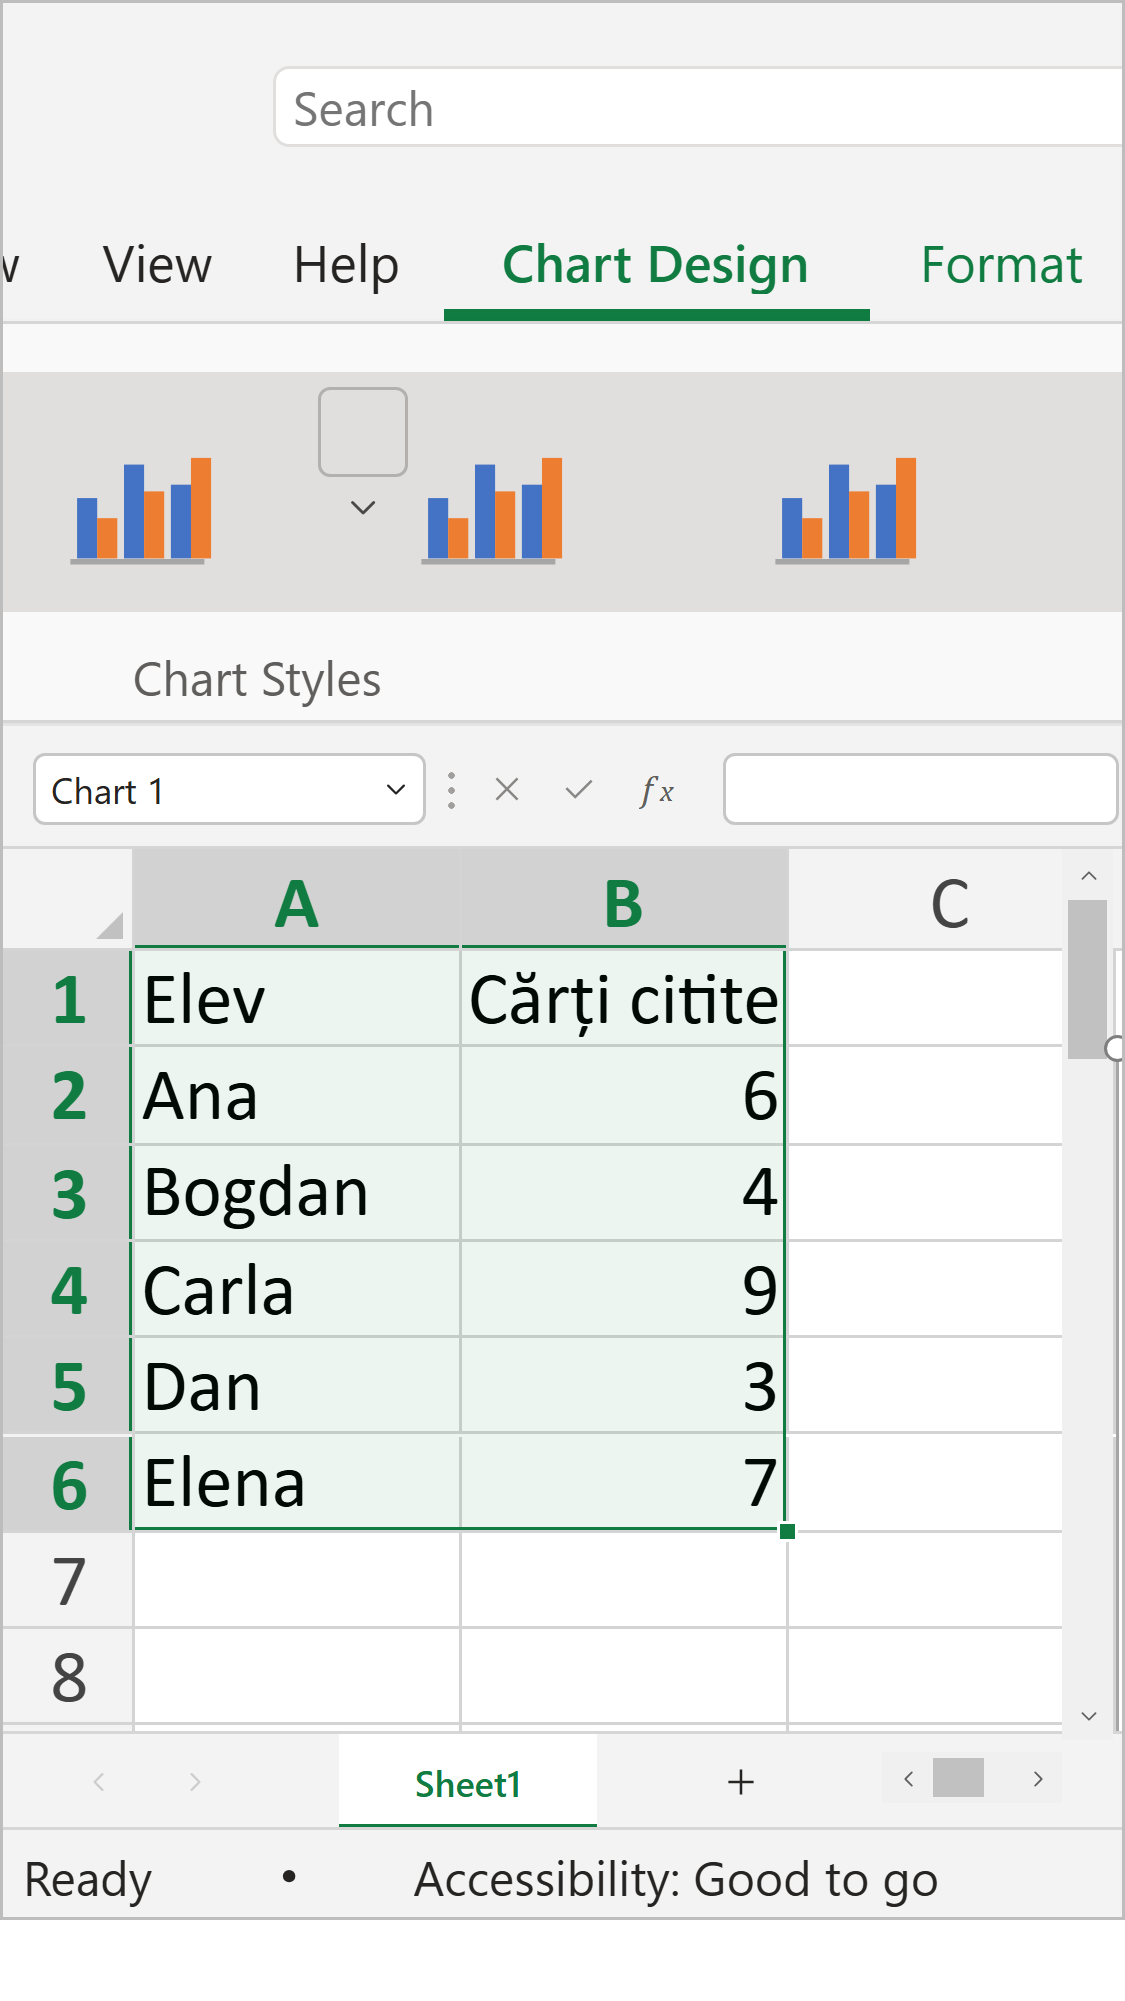 Search
View Help Chart Design Format
Chart Styles
Chart 1 fx
A B C
1 Elev Cărți citite
2 Ana 6
3 Bogdan 4
4 Carla 9
5 Dan 3
6 Elena 7
7
8
Sheet1
Ready Accessibility: Good to go